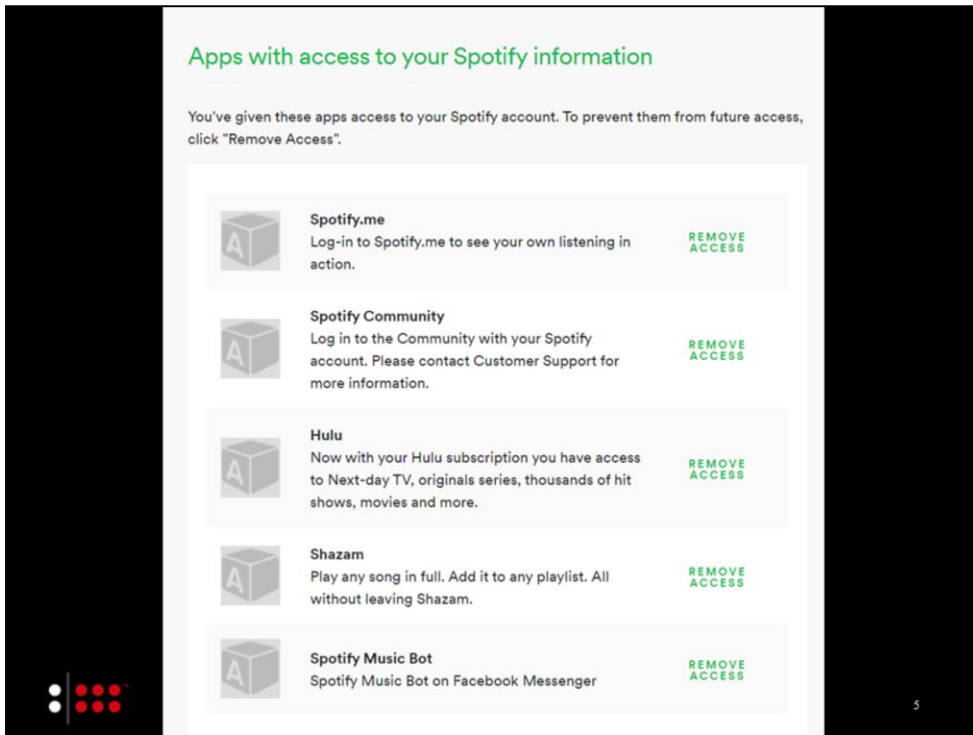 Apps with access to your Spotify information
You've given these apps access to your Spotify account. To prevent them from future access,
click "Remove Access".
A
Spotify.me
Log-in to Spotify.me to see your own listening in
action.
REMOVE
ACCESS
A
Spotify Community
Log in to the Community with your Spotify
account. Please contact Customer Support for
more information.
REMOVE
ACCESS
A
Hulu
Now with your Hulu subscription you have access
to Next-day TV, originals series, thousands of hit
shows, movies and more.
REMOVE
ACCESS
A
Shazam
Play any song in full. Add it to any playlist. All
without leaving Shazam.
REMOVE
ACCESS
A
Spotify Music Bot
Spotify Music Bot on Facebook Messenger
REMOVE
ACCESS
5